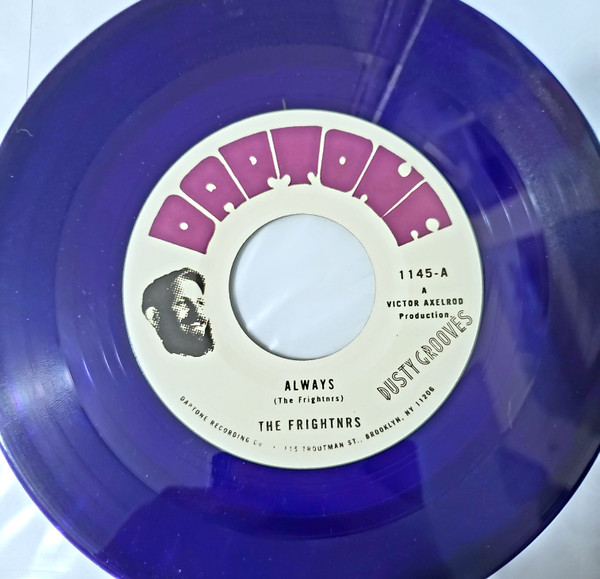 DAPTONE
1145-A
A
VICTOR AXELROD
Production
DUSTY GROOVES
ALWAYS
(The Frightnrs)
THE FRIGHTNRS
DAPTONE RECORDING TROUTMAN ST., BROOKLYN, NY 11206